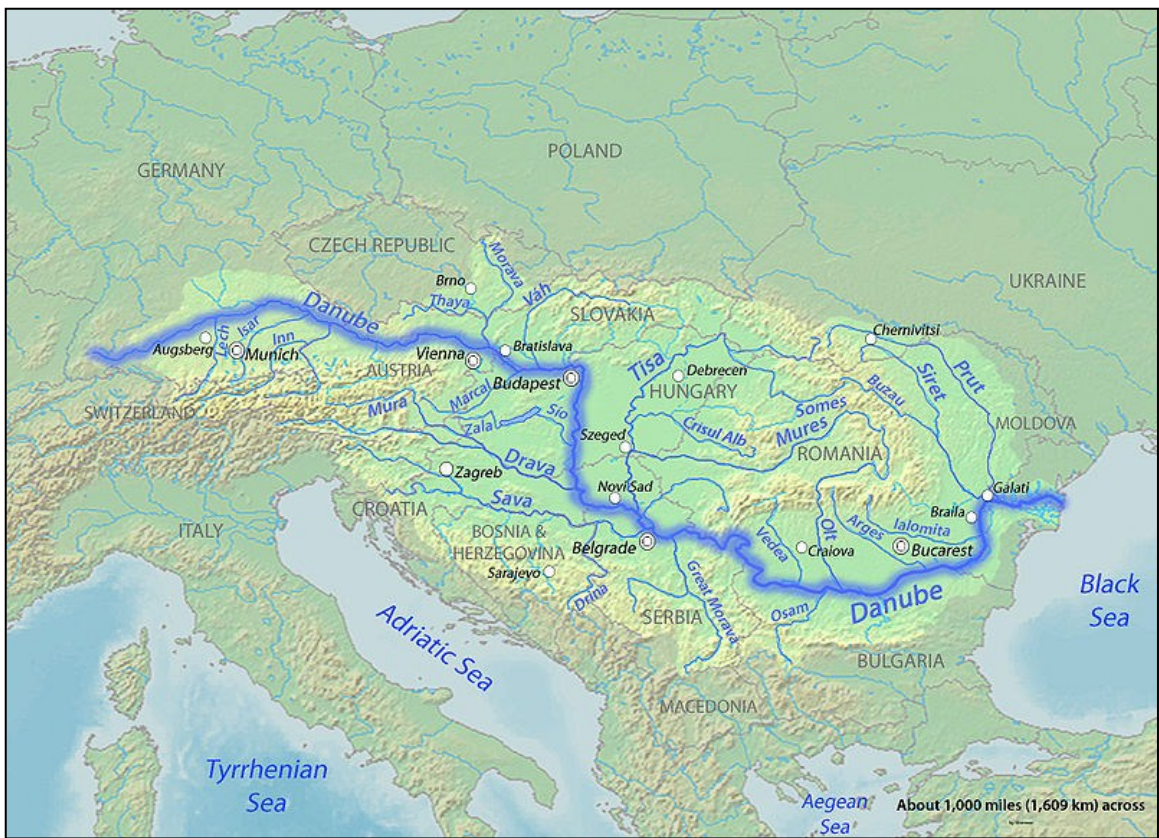 POLAND
GERMANY
CZECH REPUBLIC
Morava
Brno
Thaya
Váh
UKRAINE
SLOVAKIA
Danube
Chernivitsi
Augsberg
Lech
Isar
Inn
Munich
Vienna
Bratislava
AUSTRIA
Budapest
Marcal
Tisa
Debrecen
HUNGARY
Buzau
Siret
Prut
SWITZERLAND
Mura
Zala
Sio
Somes
Mures
Crisul Alb
MOLDOVA
Szeged
ROMANIA
Drava
Zagreb
Sava
Novi Sad
Galati
Braila
CROATIA
ITALY
BOSNIA &
HERZEGOVINA
Belgrade
Vedea
Olt
Arges
Ialomita
Craiova
Bucarest
Sarajevo
Drina
Great Morava
SERBIA
Osam
Danube
Black
Sea
Adriatic Sea
BULGARIA
MACEDONIA
Tyrrhenian
Sea
Aegean
Sea
About 1,000 miles (1,609 km) across